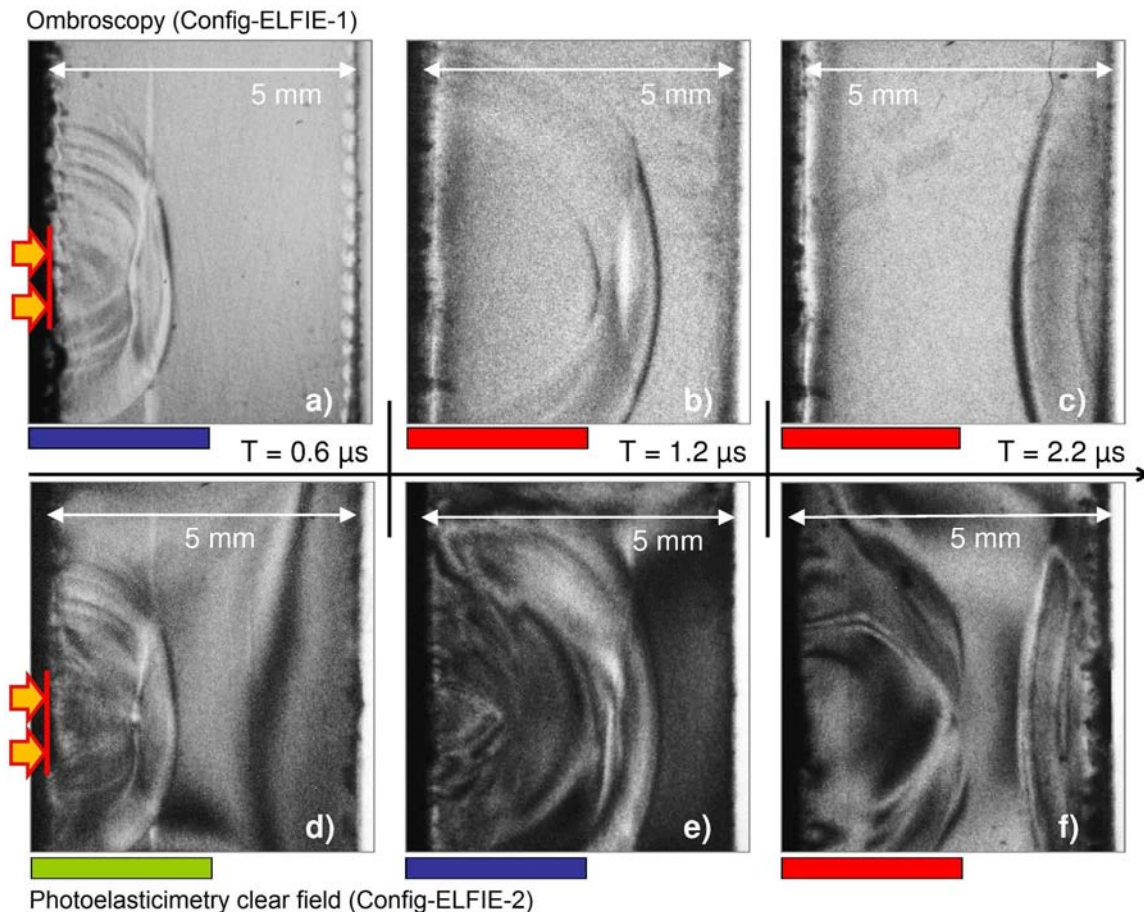 Ombroscopy (Config-ELFIE-1)
5 mm
5 mm
5 mm
a)
b)
c)
T = 0.6 µs
T = 1.2 µs
T = 2.2 µs
5 mm
5 mm
5 mm
d)
e)
f)
Photoelasticimetry clear field (Config-ELFIE-2)